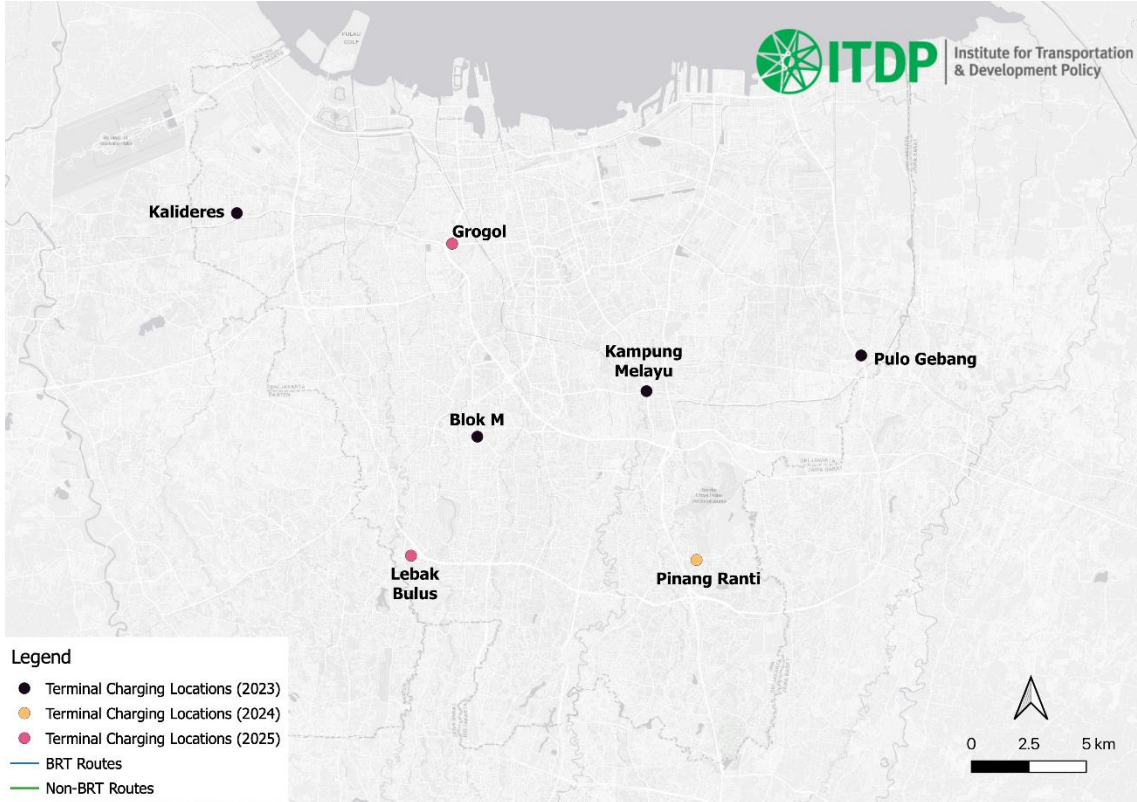 PULAU
GOLF
ITDP
Institute for Transportation
& Development Policy
Kalideres
Grogol
Kampung
Melayu
Pulo Gebang
Blok M
Lebak
Bulus
Pinang Ranti
Legend
Terminal Charging Locations (2023)
Terminal Charging Locations (2024)
Terminal Charging Locations (2025)
BRT Routes
Non-BRT Routes
0 2.5 5 km